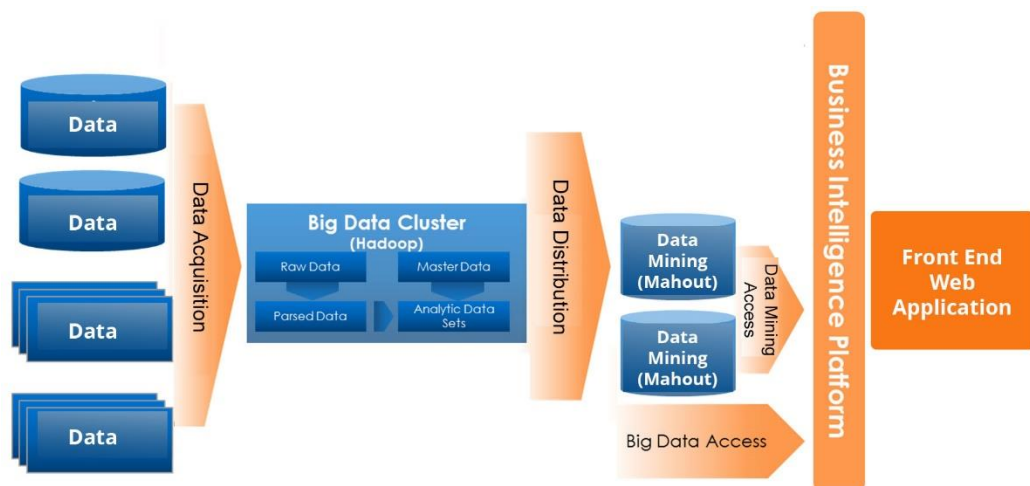 Data
Data
Data
Data
Data Acquisition
Big Data Cluster
(Hadoop)
Raw Data
Master Data
Parsed Data
Analytic Data
Sets
Data Distribution
Data
Mining
(Mahout)
Data
Mining
(Mahout)
Data Mining
Access
Big Data Access
Business Intelligence Platform
Front End
Web
Application